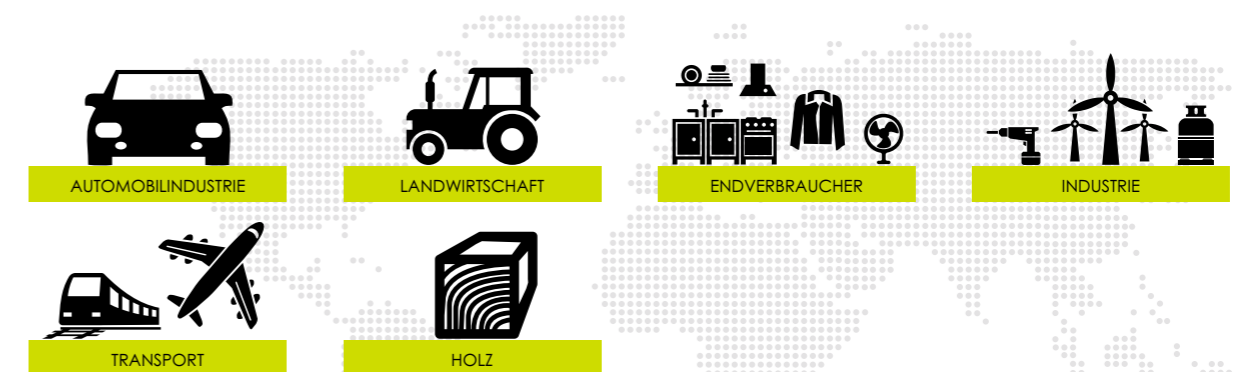 AUTOMOBILINDUSTRIE
LANDWIRTSCHAFT
ENDVERBRAUCHER
INDUSTRIE
TRANSPORT
HOLZ